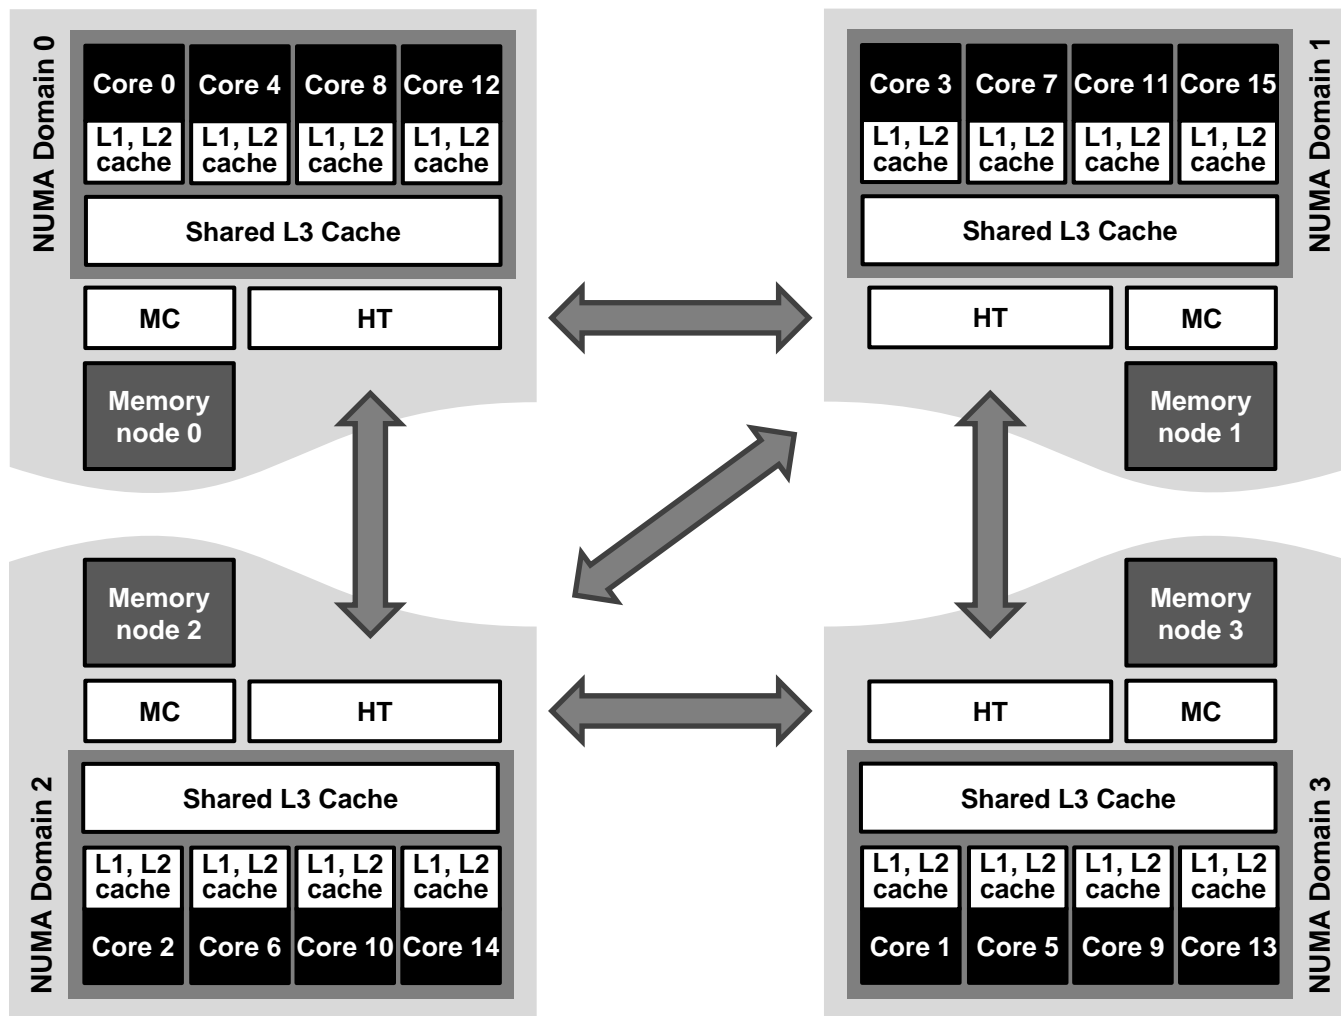 NUMA Domain 0
Core 0
Core 4
Core 8
Core 12
L1, L2
cache
L1, L2
cache
L1, L2
cache
L1, L2
cache
Shared L3 Cache
MC
HT
Memory
node 0
NUMA Domain 1
Core 3
Core 7
Core 11
Core 15
L1, L2
cache
L1, L2
cache
L1, L2
cache
L1, L2
cache
Shared L3 Cache
HT
MC
Memory
node 1
NUMA Domain 2
Memory
node 2
MC
HT
Shared L3 Cache
L1, L2
cache
L1, L2
cache
L1, L2
cache
L1, L2
cache
Core 2
Core 6
Core 10
Core 14
NUMA Domain 3
Memory
node 3
HT
MC
Shared L3 Cache
L1, L2
cache
L1, L2
cache
L1, L2
cache
L1, L2
cache
Core 1
Core 5
Core 9
Core 13